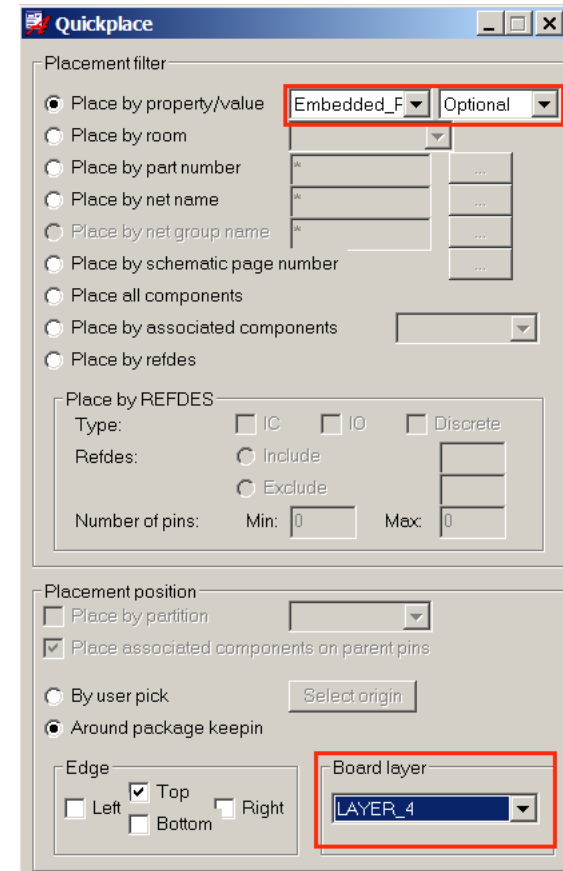 Quickplace
Placement filter
Place by property/value Embedded_F Optional
Place by room
Place by part number * ...
Place by net name * ...
Place by net group name * ...
Place by schematic page number ...
Place all components
Place by associated components
Place by refdes
Place by REFDES
Type: IC IO Discrete
Refdes: Include
Exclude
Number of pins: Min: 0 Max: 0
Placement position
Place by partition
Place associated components on parent pins
By user pick Select origin
Around package keepin
Edge Board layer
Top
Left Right LAYER_4
Bottom